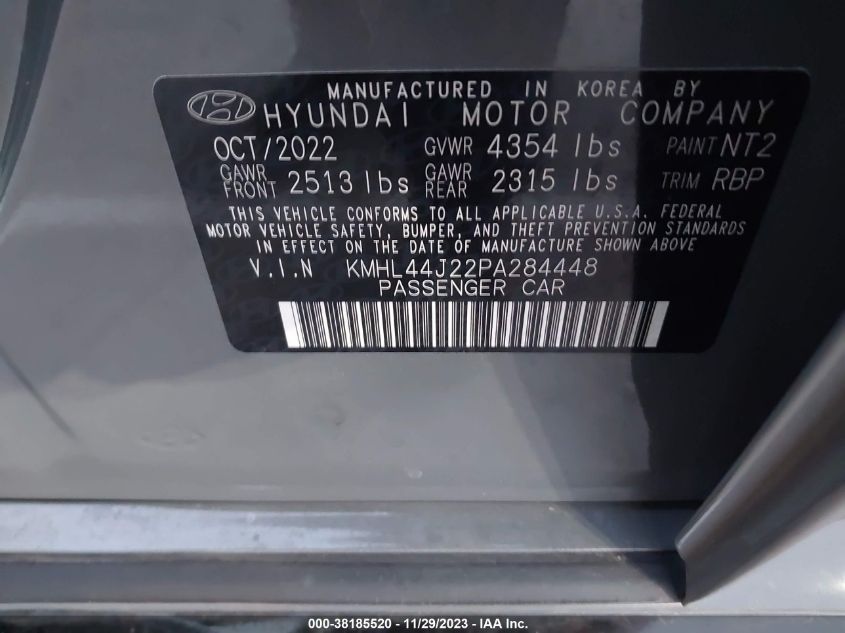 MANUFACTURED IN KOREA BY
HYUNDAI MOTOR COMPANY
OCT/2022 GVWR 4354 lbs PAINT NT2
GAWR FRONT 2513 lbs GAWR REAR 2315 lbs TRIM RBP
THIS VEHICLE CONFORMS TO ALL APPLICABLE U.S.A. FEDERAL
MOTOR VEHICLE SAFETY, BUMPER, AND THEFT PREVENTION STANDARDS
IN EFFECT ON THE DATE OF MANUFACTURE SHOWN ABOVE
V.I.N KMHL44J22PA284448
PASSENGER CAR
000-38185520 - 11/29/2023 - IAA Inc.